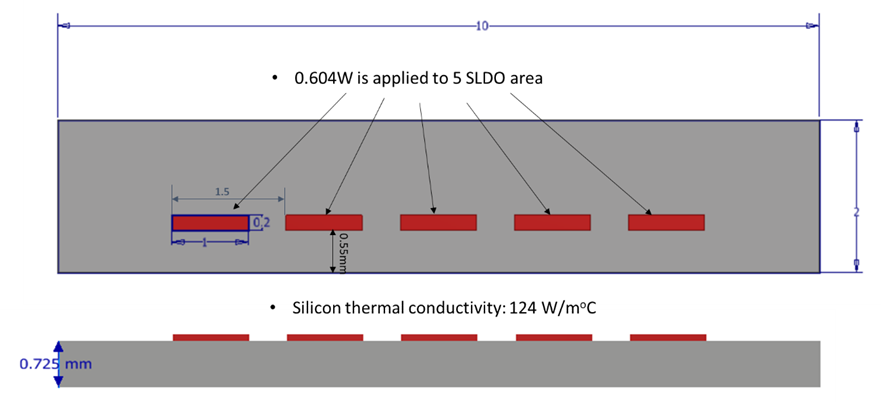 10
• 0.604W is applied to 5 SLDO area
1.5
0,2
1
0.55mm
2
• Silicon thermal conductivity: 124 W/mºC
0.725 mm